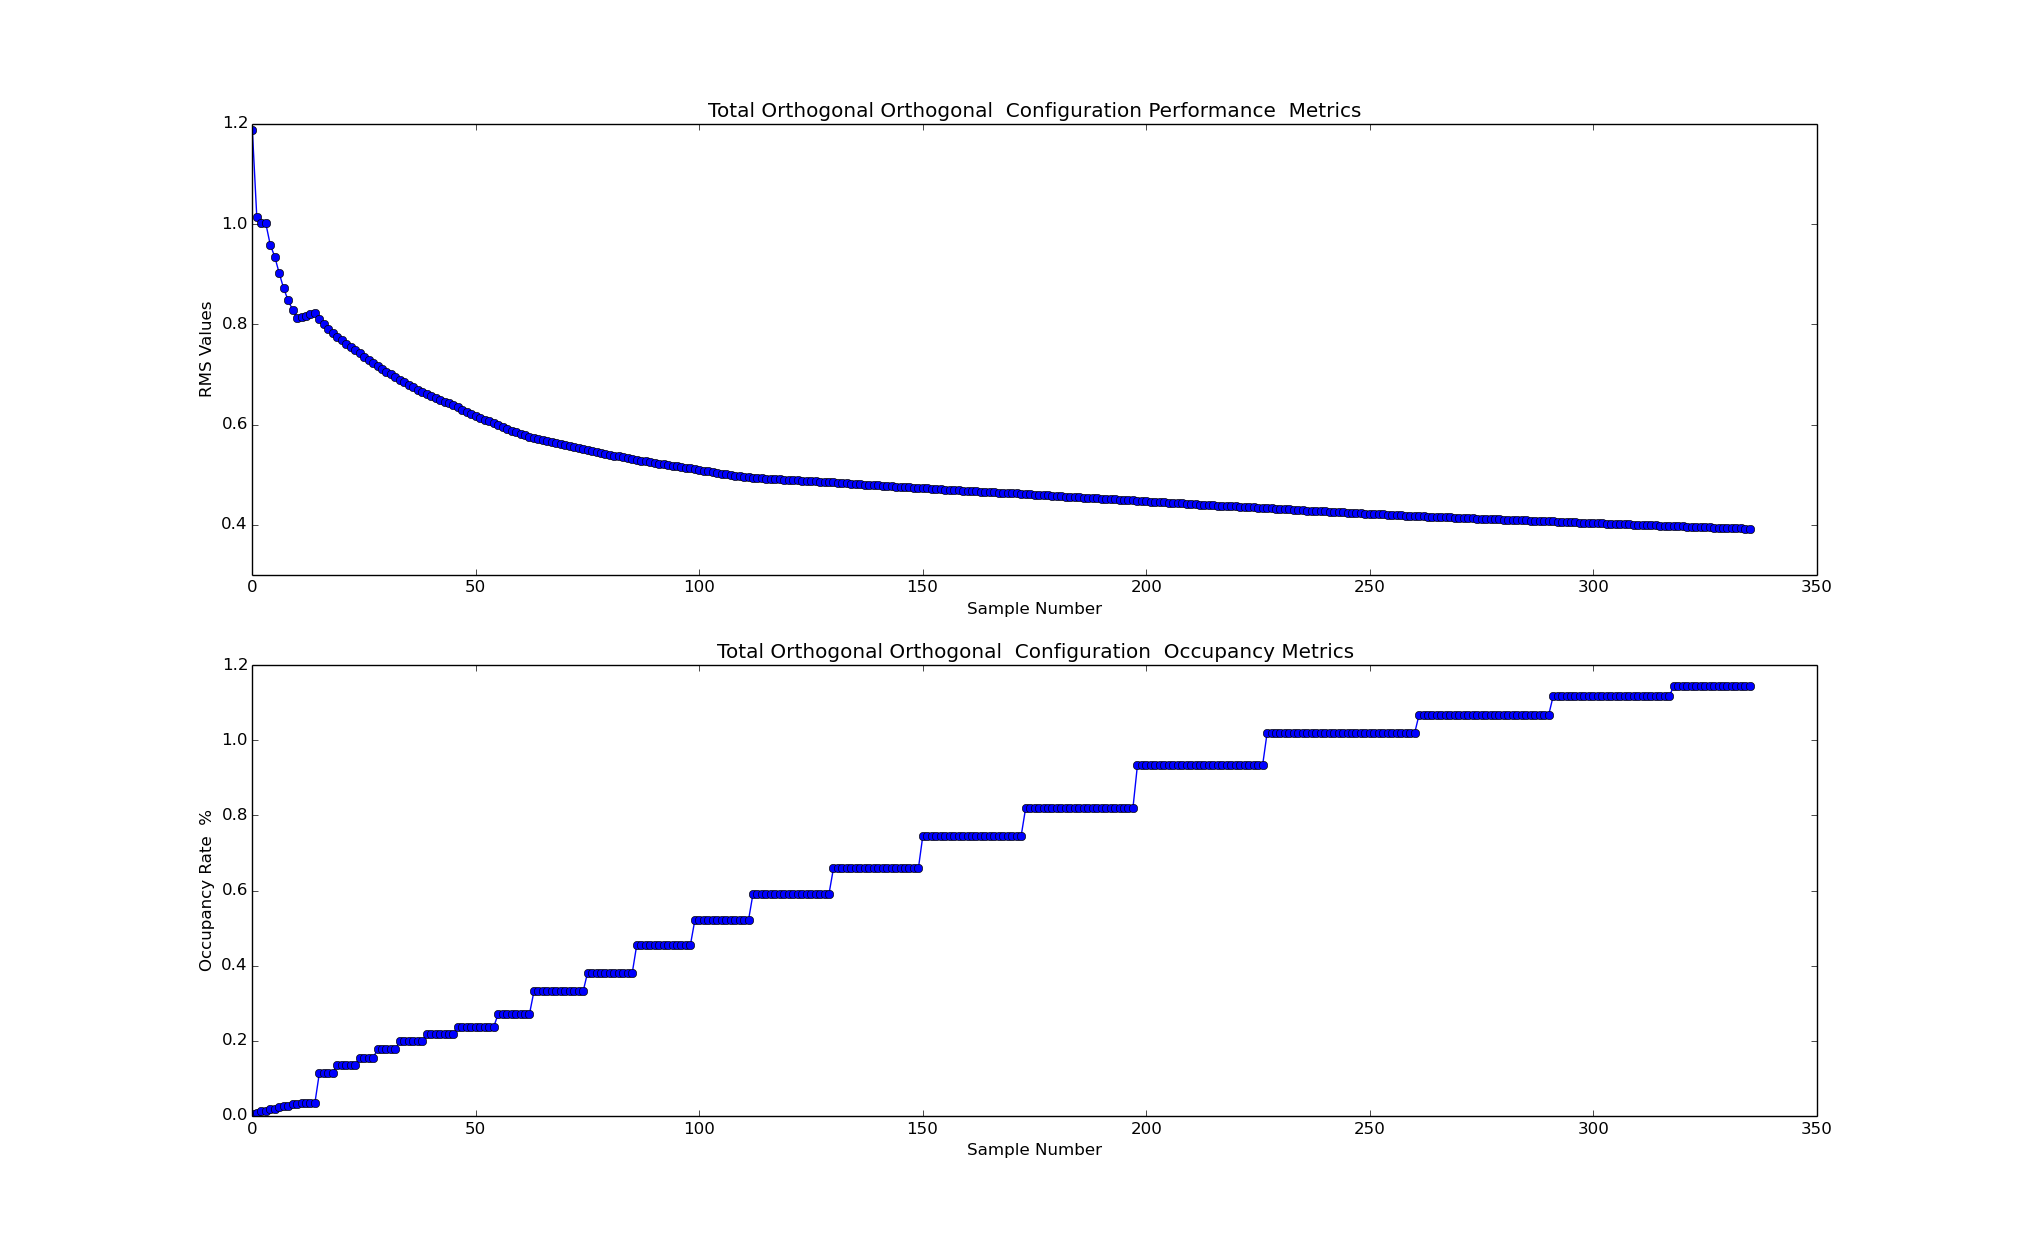 Total Orthogonal Orthogonal  Configuration Performance  Metrics
1.2
1.0
0.8
0.6
0.4
RMS Values
0 50 100 150 200 250 300 350
Sample Number
Total Orthogonal Orthogonal  Configuration  Occupancy Metrics
1.2
1.0
0.8
0.6
0.4
0.2
0.0
Occupancy Rate  %
0 50 100 150 200 250 300 350
Sample Number